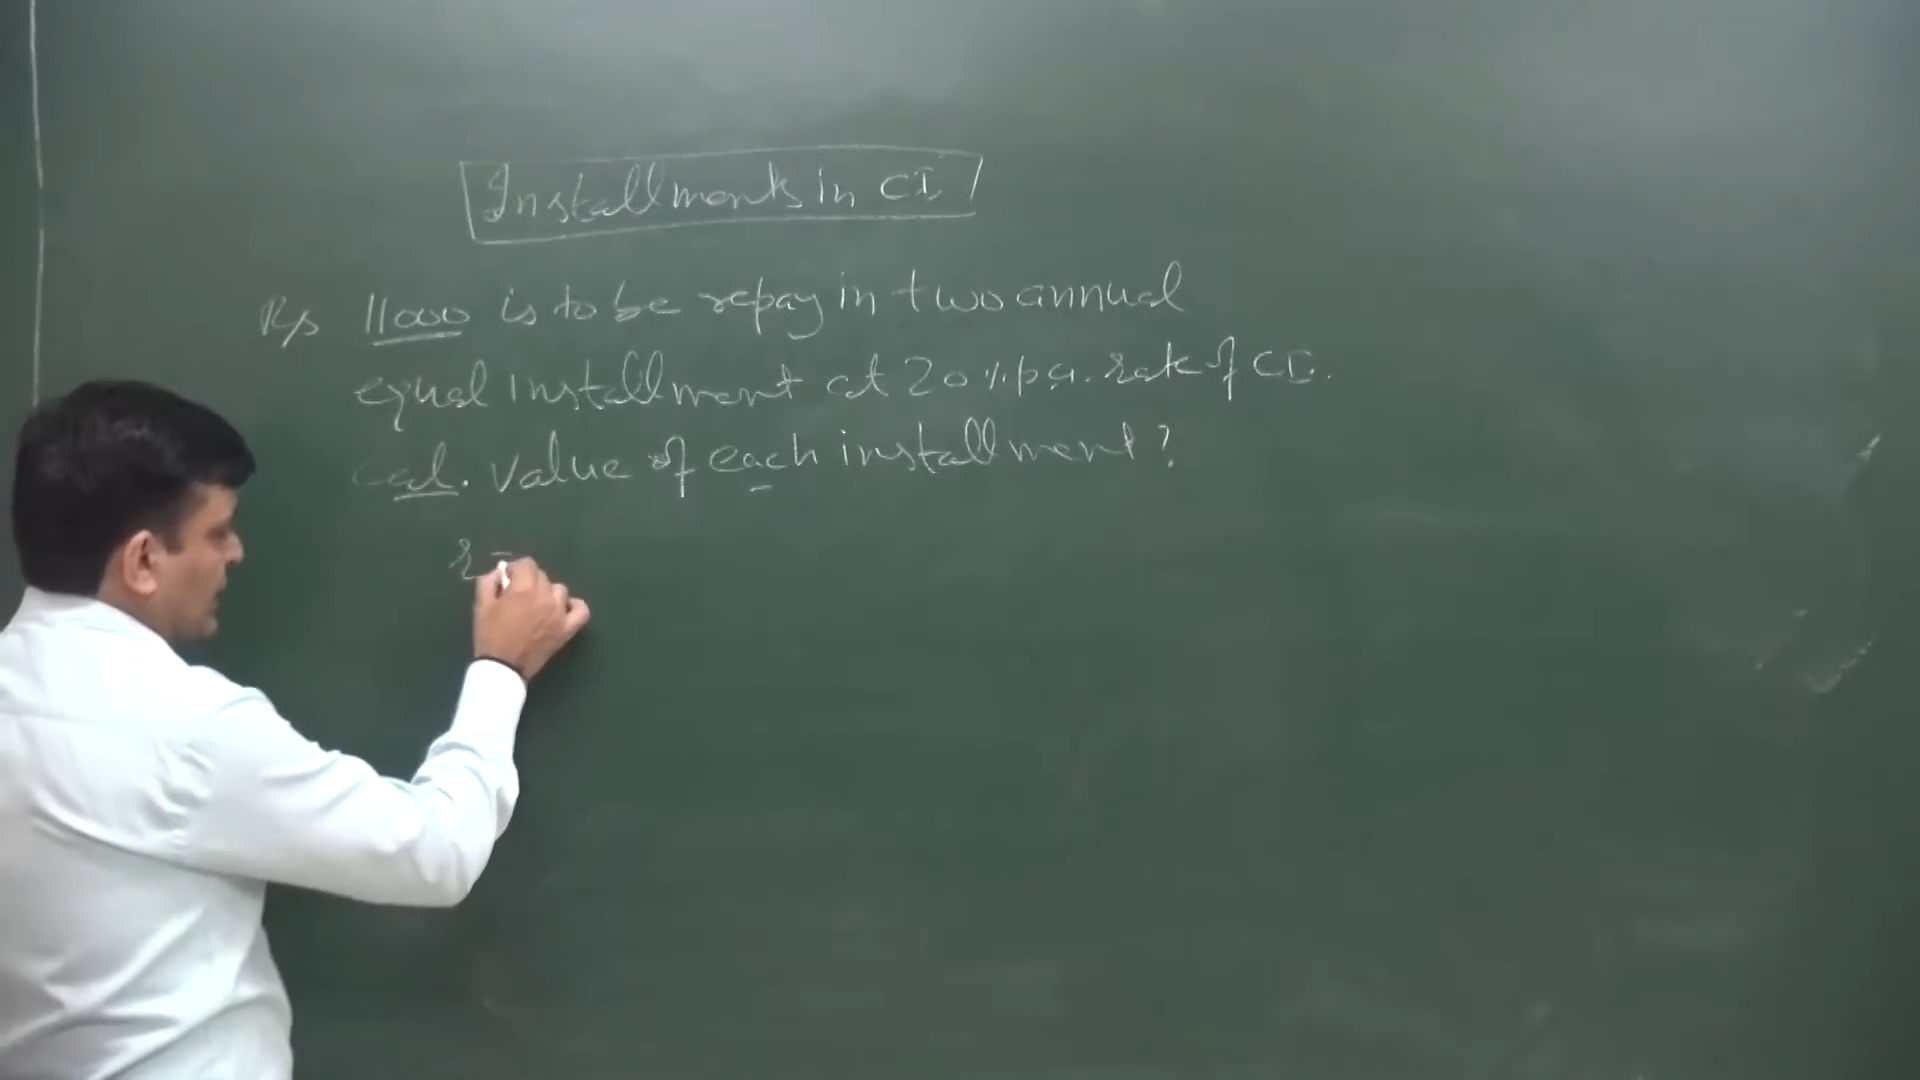 Installments in CI
Rs 11000 is to be repay in two annual
equal installment at 20% p.a. rate of CI.
cal. value of each installment?
r =